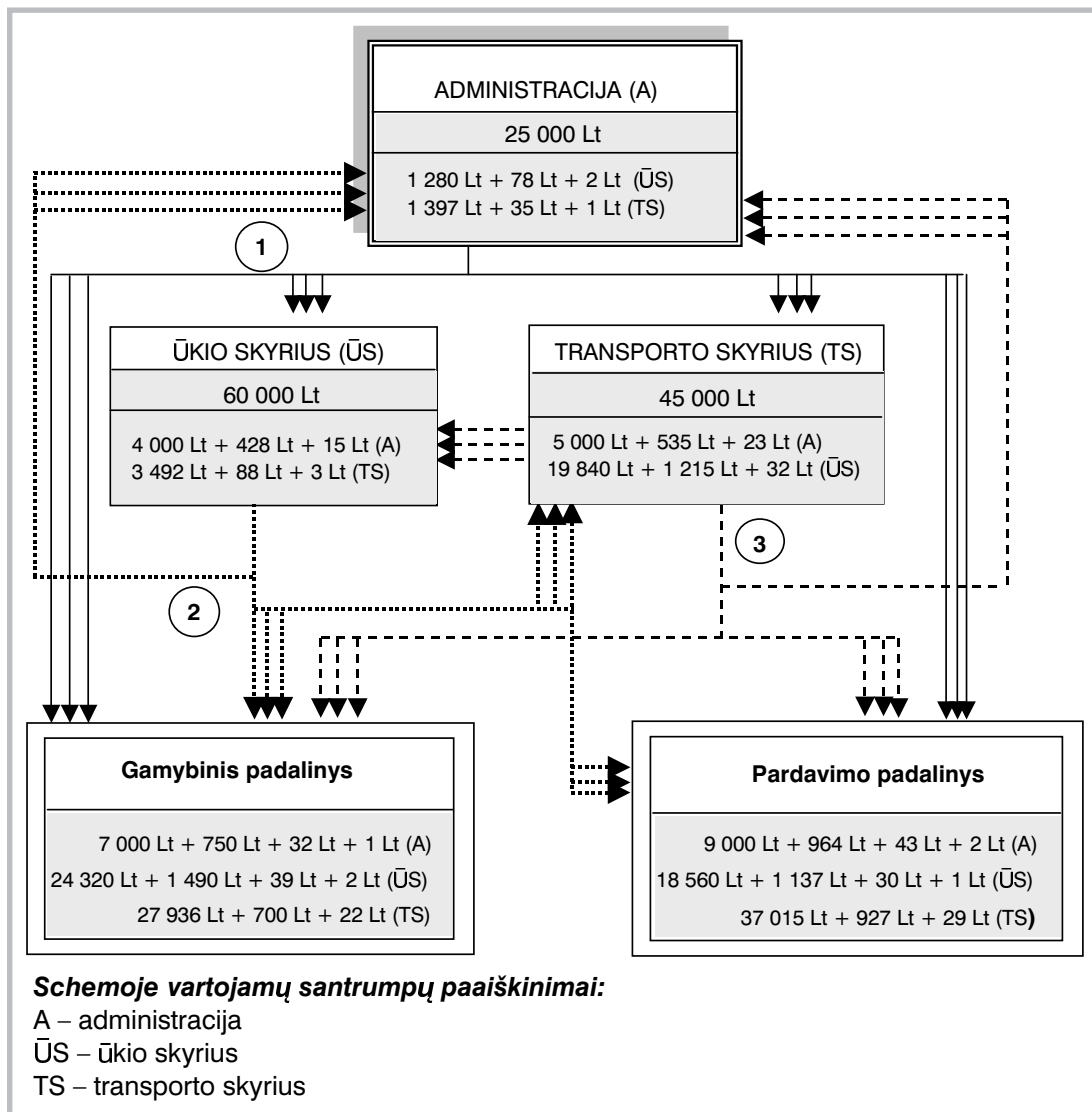 ADMINISTRACIJA (A)
25 000 Lt
1 280 Lt + 78 Lt + 2 Lt (ŪS)
1 397 Lt + 35 Lt + 1 Lt (TS)
1
ŪKIO SKYRIUS (ŪS)
60 000 Lt
4 000 Lt + 428 Lt + 15 Lt (A)
3 492 Lt + 88 Lt + 3 Lt (TS)
TRANSPORTO SKYRIUS (TS)
45 000 Lt
5 000 Lt + 535 Lt + 23 Lt (A)
19 840 Lt + 1 215 Lt + 32 Lt (ŪS)
3
2
Gamybinis padalinys
7 000 Lt + 750 Lt + 32 Lt + 1 Lt (A)
24 320 Lt + 1 490 Lt + 39 Lt + 2 Lt (ŪS)
27 936 Lt + 700 Lt + 22 Lt (TS)
Pardavimo padalinys
9 000 Lt + 964 Lt + 43 Lt + 2 Lt (A)
18 560 Lt + 1 137 Lt + 30 Lt + 1 Lt (ŪS)
37 015 Lt + 927 Lt + 29 Lt (TS)
Schemoje vartojamų santrumpų paaiškinimai:
A – administracija
ŪS – ūkio skyrius
TS – transporto skyrius